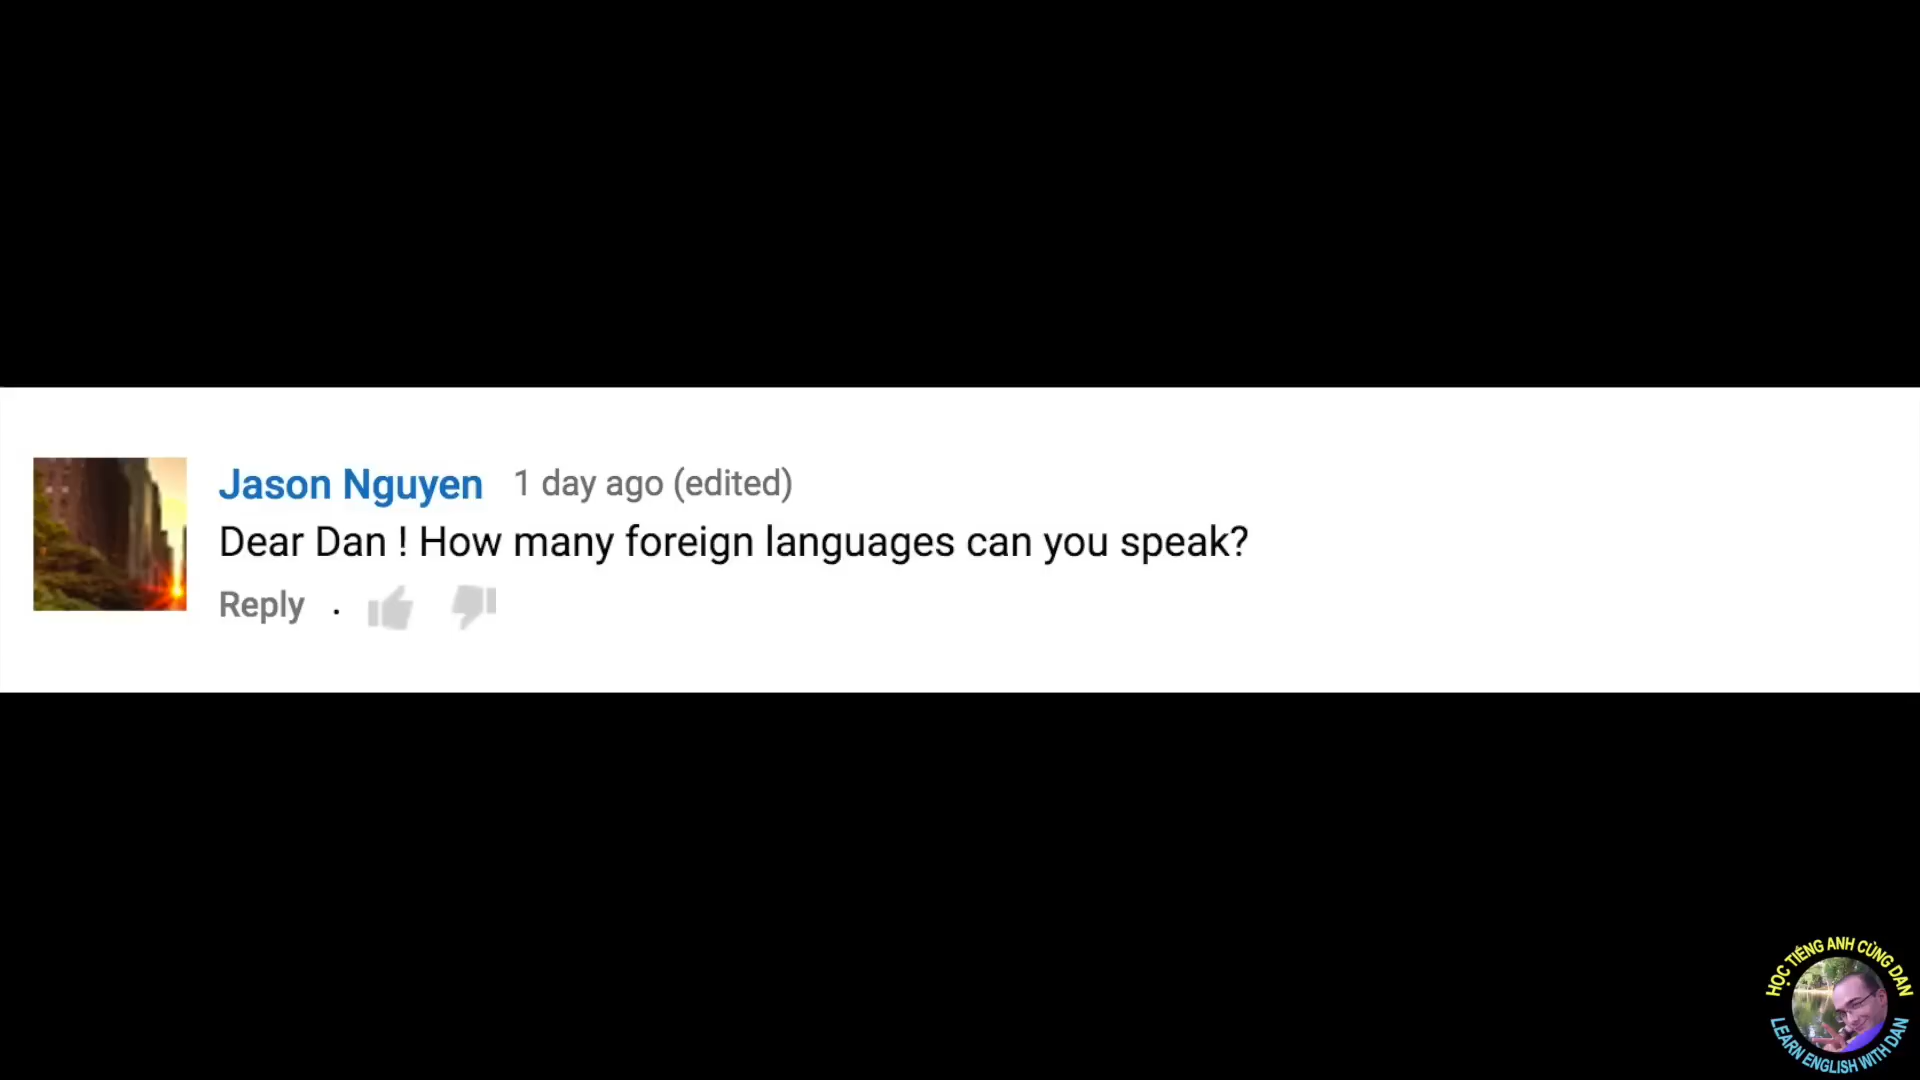 Jason Nguyen 1 day ago (edited)
Dear Dan ! How many foreign languages can you speak?
Reply .
HỌC TIẾNG ANH CÙNG DAN
LEARN ENGLISH WITH DAN